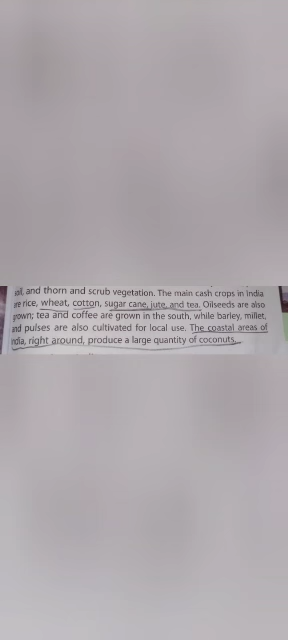 and thorn and scrub vegetation. The main cash crops in India
rice, wheat, cotton, sugar cane, jute, and tea. Oilseeds are also
grown; tea and coffee are grown in the south, while barley, millet,
and pulses are also cultivated for local use. The coastal areas of
India, right around, produce a large quantity of coconuts.